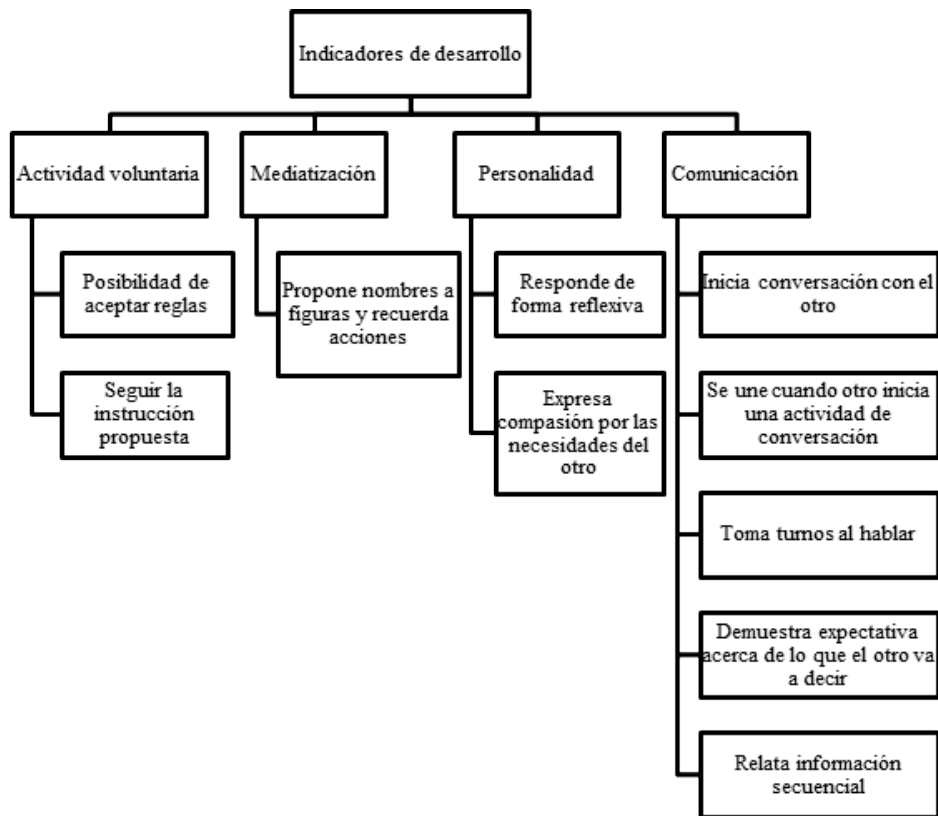 Indicadores de desarrollo
Actividad voluntaria
Mediatización
Personalidad
Comunicación
Posibilidad de
aceptar reglas
Seguir la
instrucción
propuesta
Propone nombres a
figuras y recuerda
acciones
Responde de
forma reflexiva
Expresa
compasión por las
necesidades del
otro
Inicia conversación con el
otro
Se une cuando otro inicia
una actividad de
conversación
Toma turnos al hablar
Demuestra expectativa
acerca de lo que el otro va
a decir
Relata información
secuencial